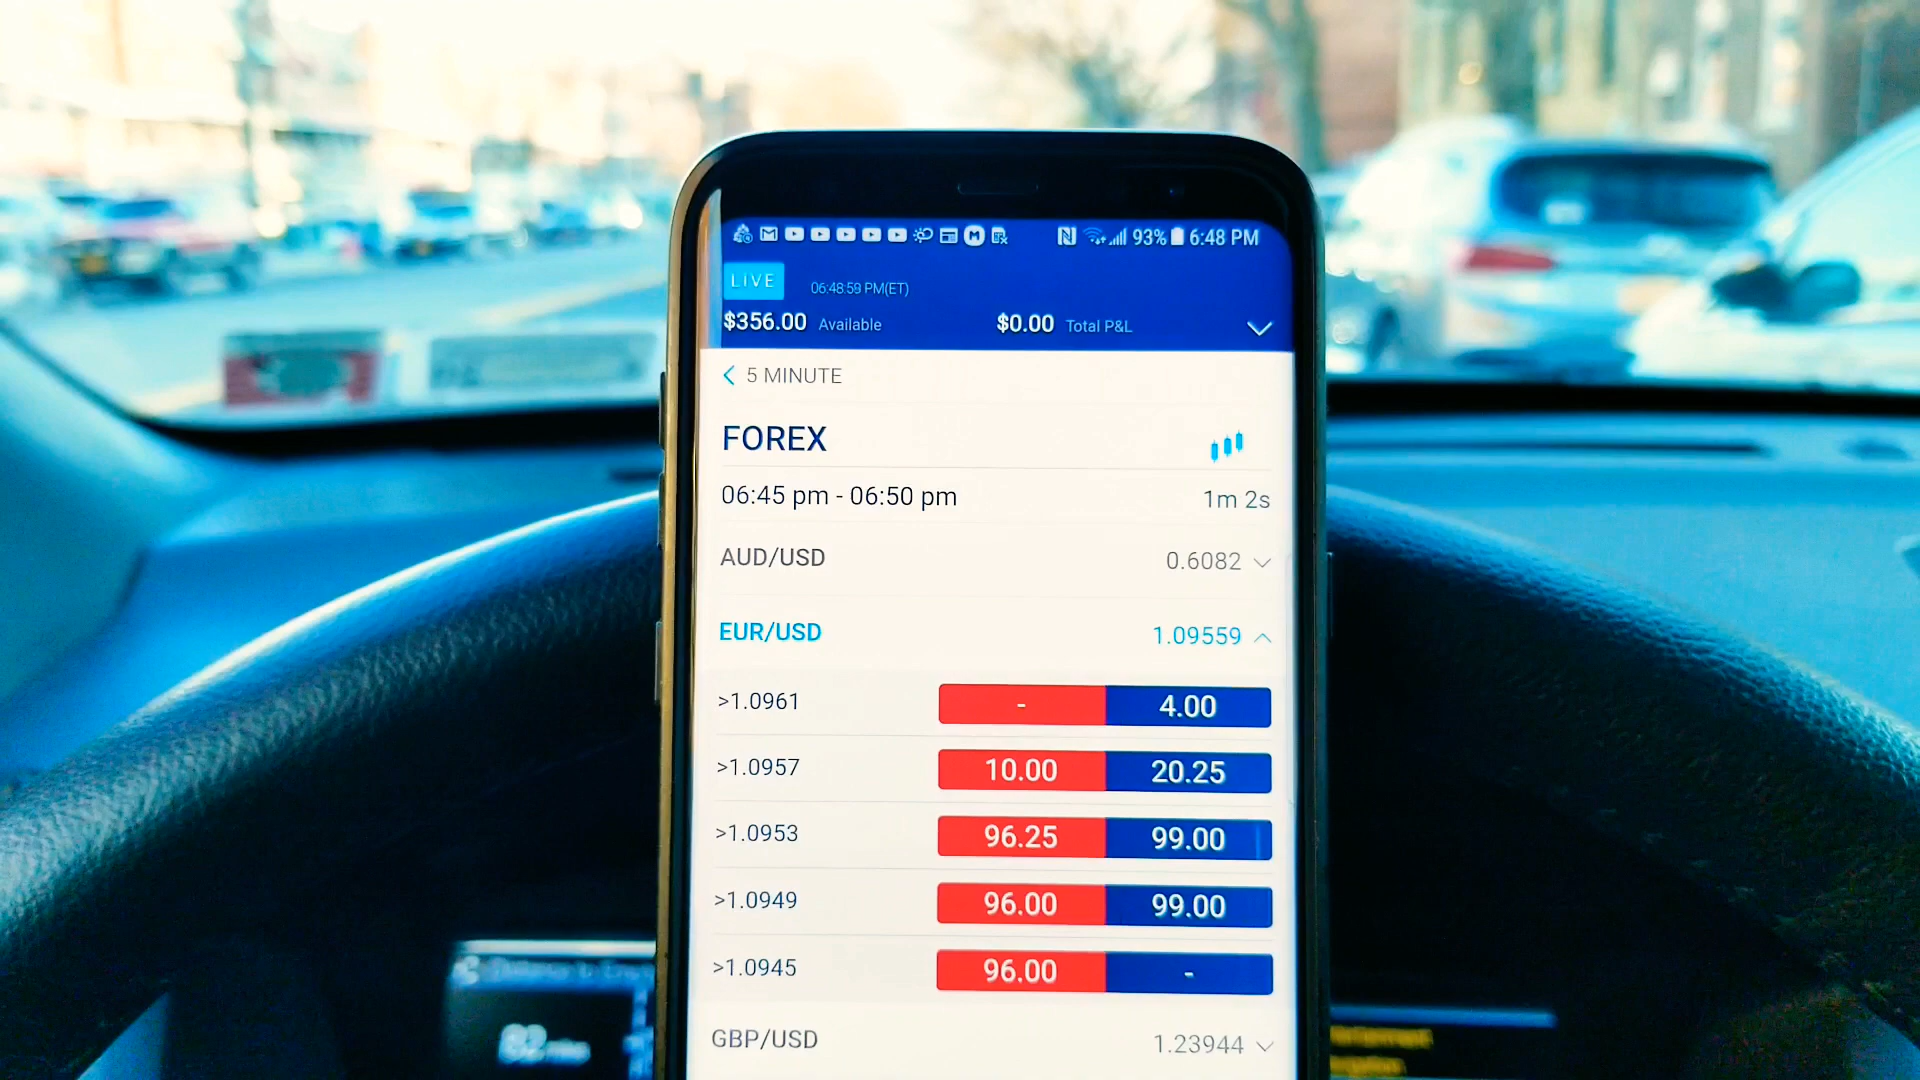 93% 6:48 PM
LIVE 06:48:59 PM(ET)
$356.00 Available $0.00 Total P&L
5 MINUTE
FOREX
06:45 pm - 06:50 pm 1m 2s
AUD/USD 0.6082
EUR/USD 1.09559
>1.0961 - 4.00
>1.0957 10.00 20.25
>1.0953 96.25 99.00
>1.0949 96.00 99.00
>1.0945 96.00 -
GBP/USD 1.23944